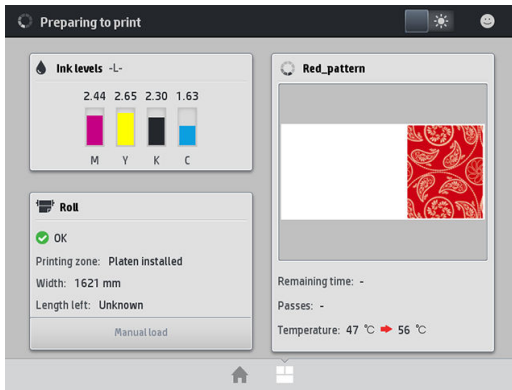 Preparing to print
Ink levels -L-
2.44 2.65 2.30 1.63
M Y K C
Roll
OK
Printing zone: Platen installed
Width: 1621 mm
Length left: Unknown
Manual load
Red_pattern
Remaining time: -
Passes: -
Temperature: 47 °C 56 °C